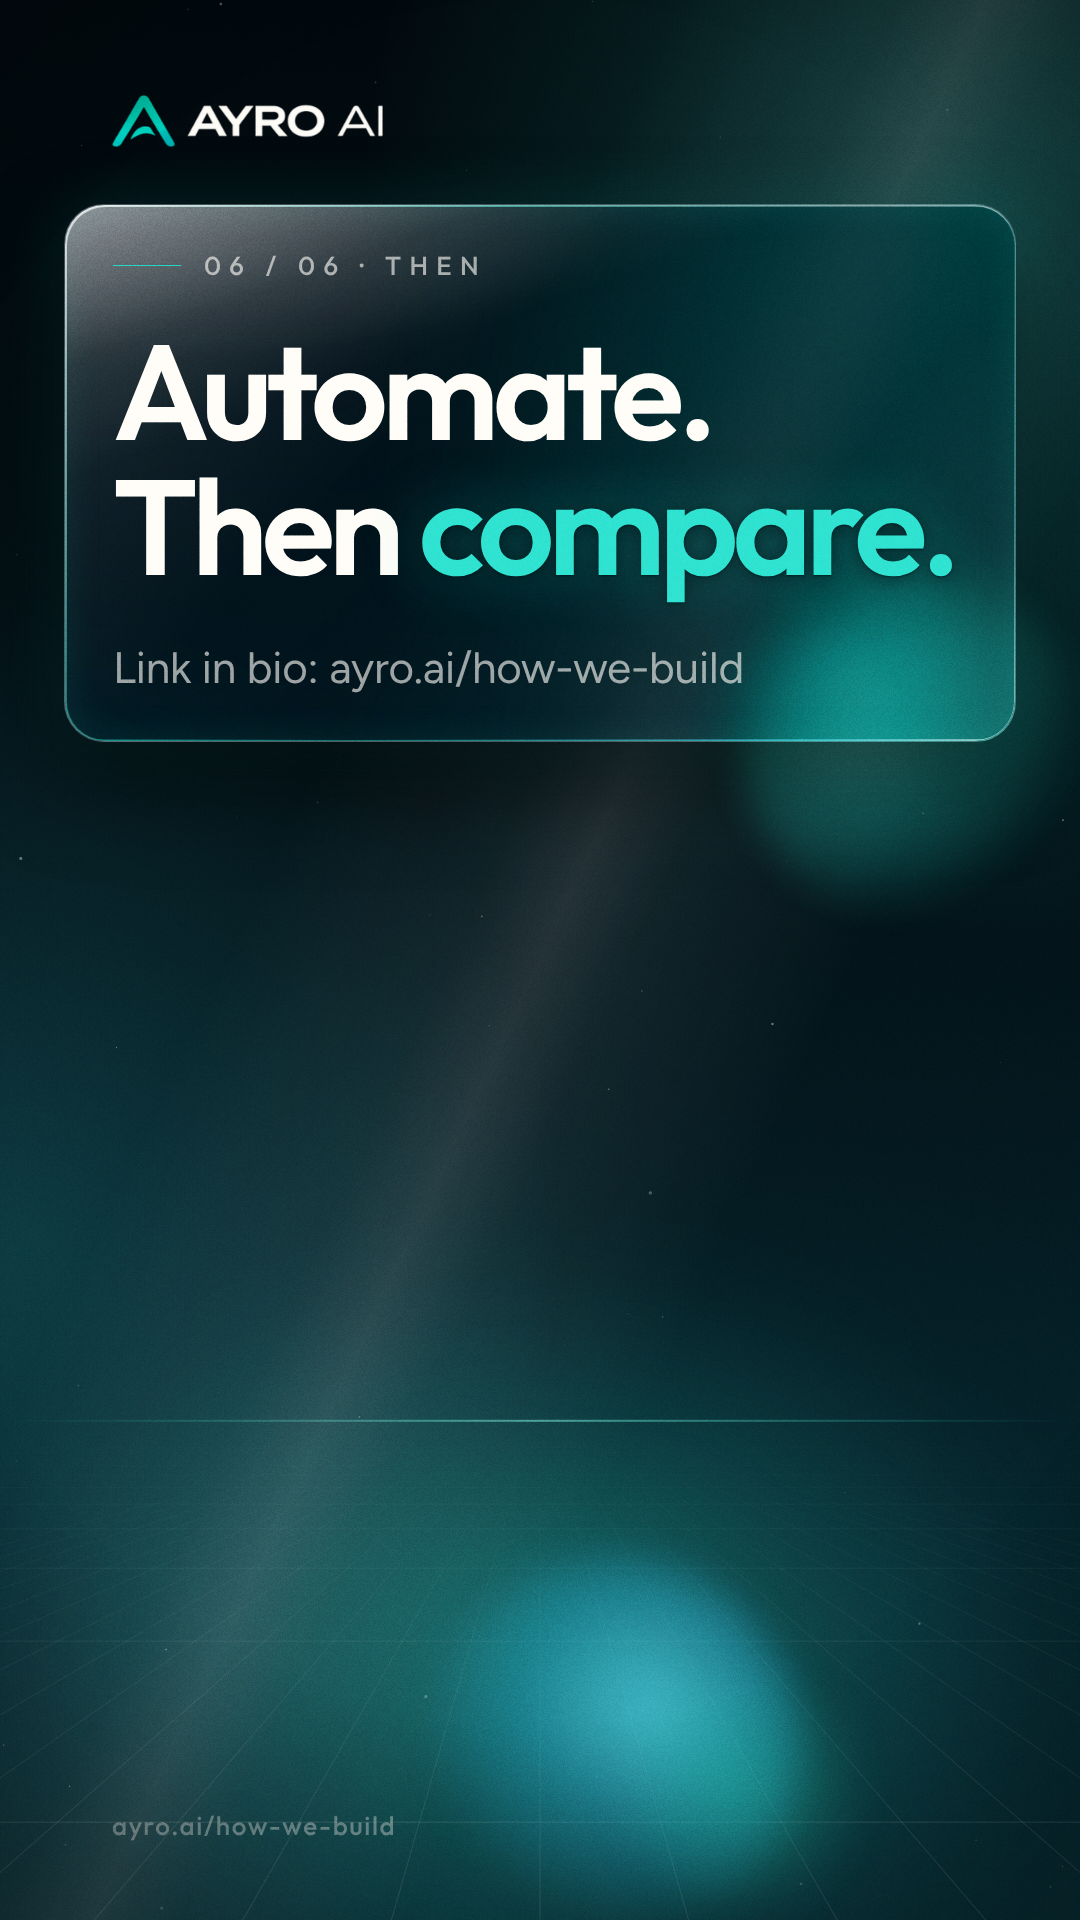 AYRO AI
06 / 06 · THEN
Automate.
Then compare.
Link in bio: ayro.ai/how-we-build
ayro.ai/how-we-build